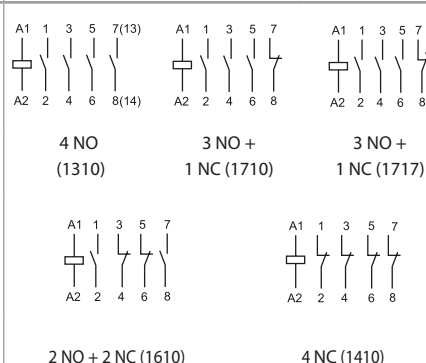 A1 1 3 5 7(13)
A2 2 4 6 8(14)
4 NO
(1310)
A1 1 3 5 7
A2 2 4 6 8
3 NO +
1 NC (1710)
A1 1 3 5 7
A2 2 4 6 8
3 NO +
1 NC (1717)
A1 1 3 5 7
A2 2 4 6 8
2 NO + 2 NC (1610)
A1 1 3 5 7
A2 2 4 6 8
4 NC (1410)